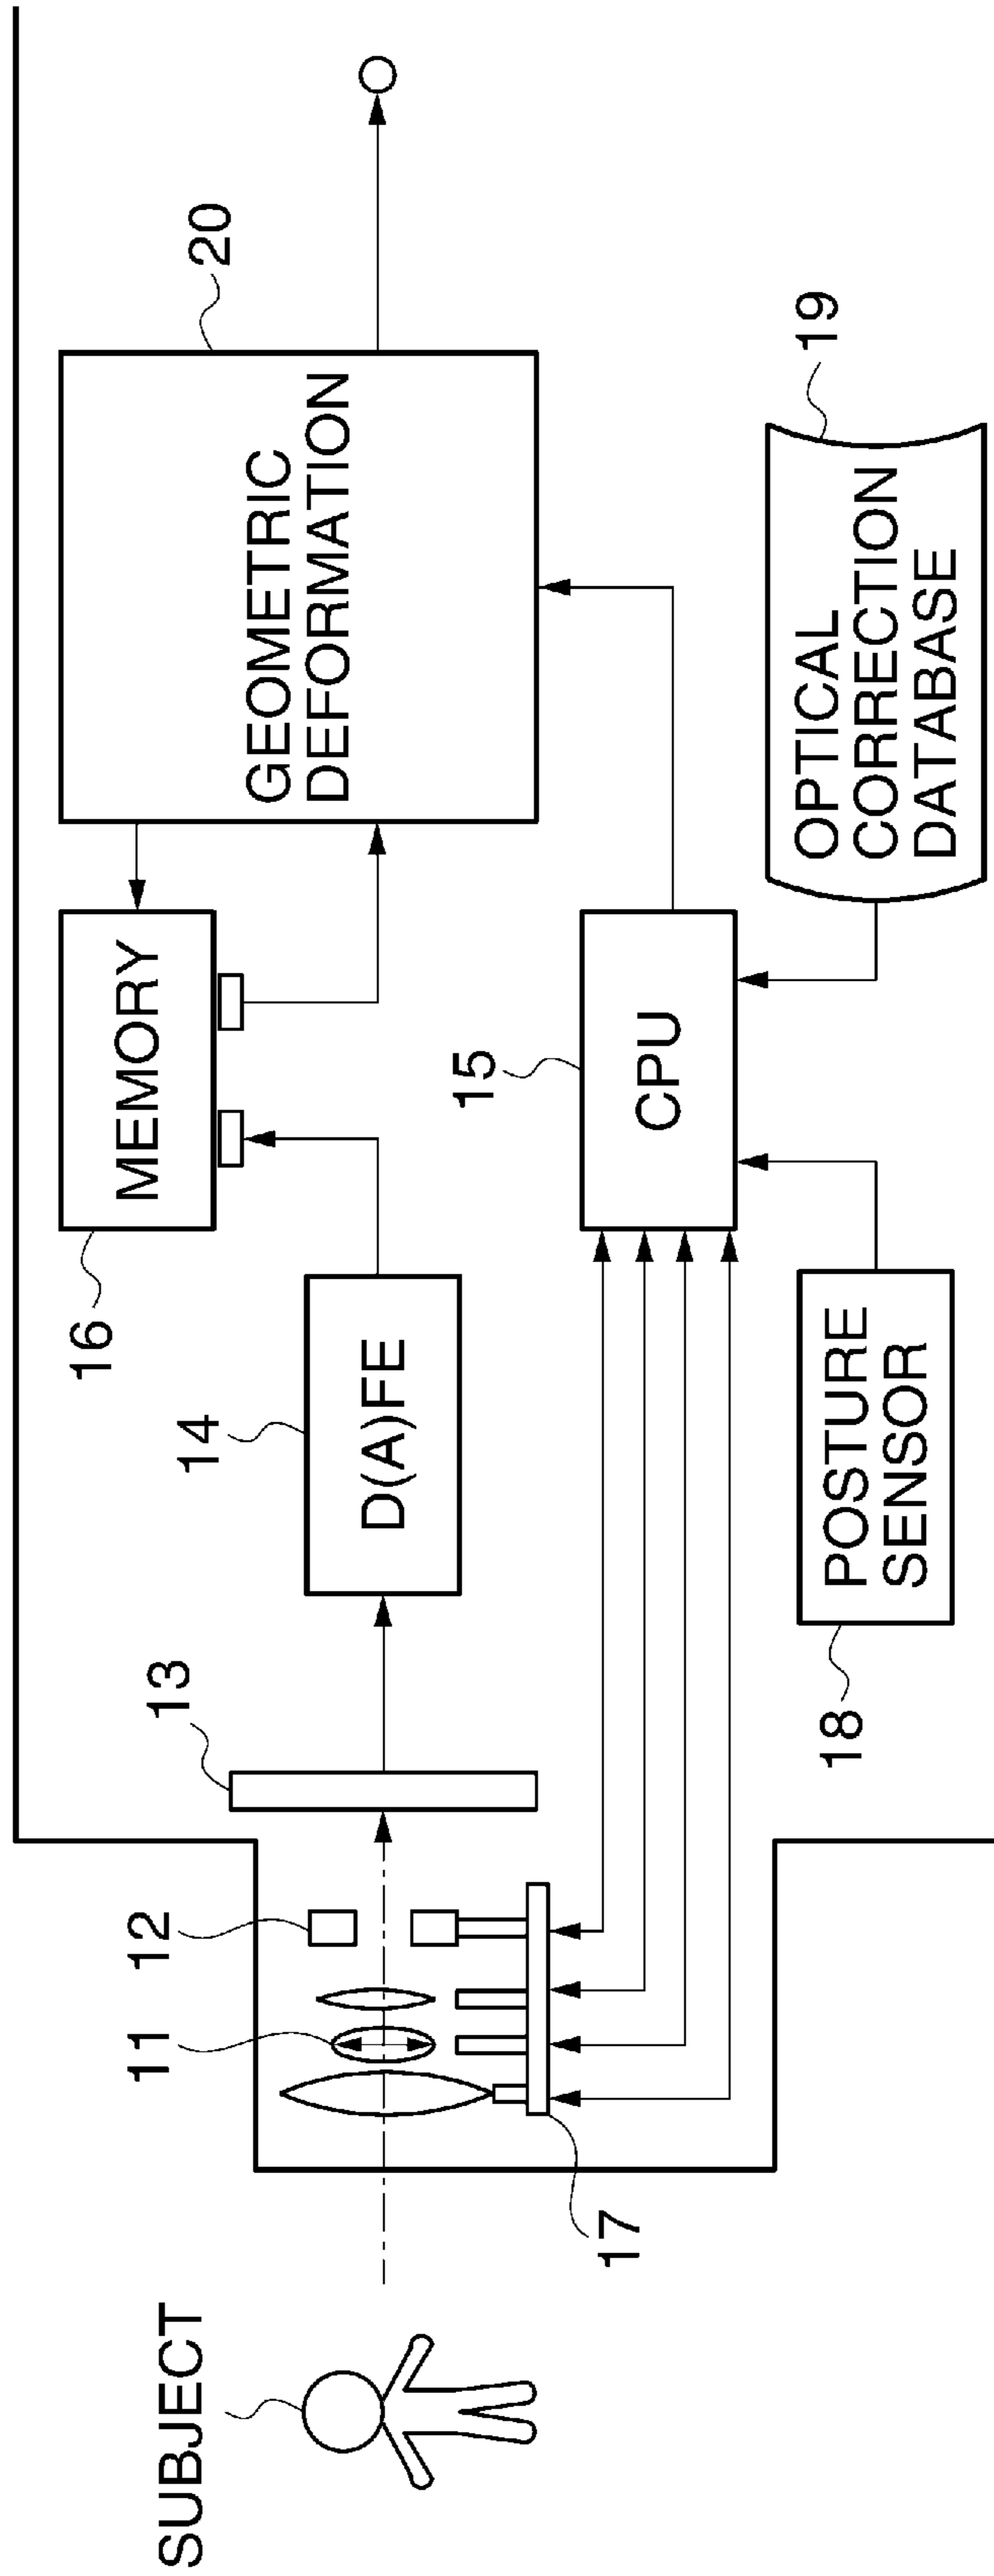 SUBJECT
11
12
13
14
D(A)FE
16
MEMORY
20
GEOMETRIC
DEFORMATION
17
15
CPU
18
POSTURE
SENSOR
19
OPTICAL
CORRECTION
DATABASE